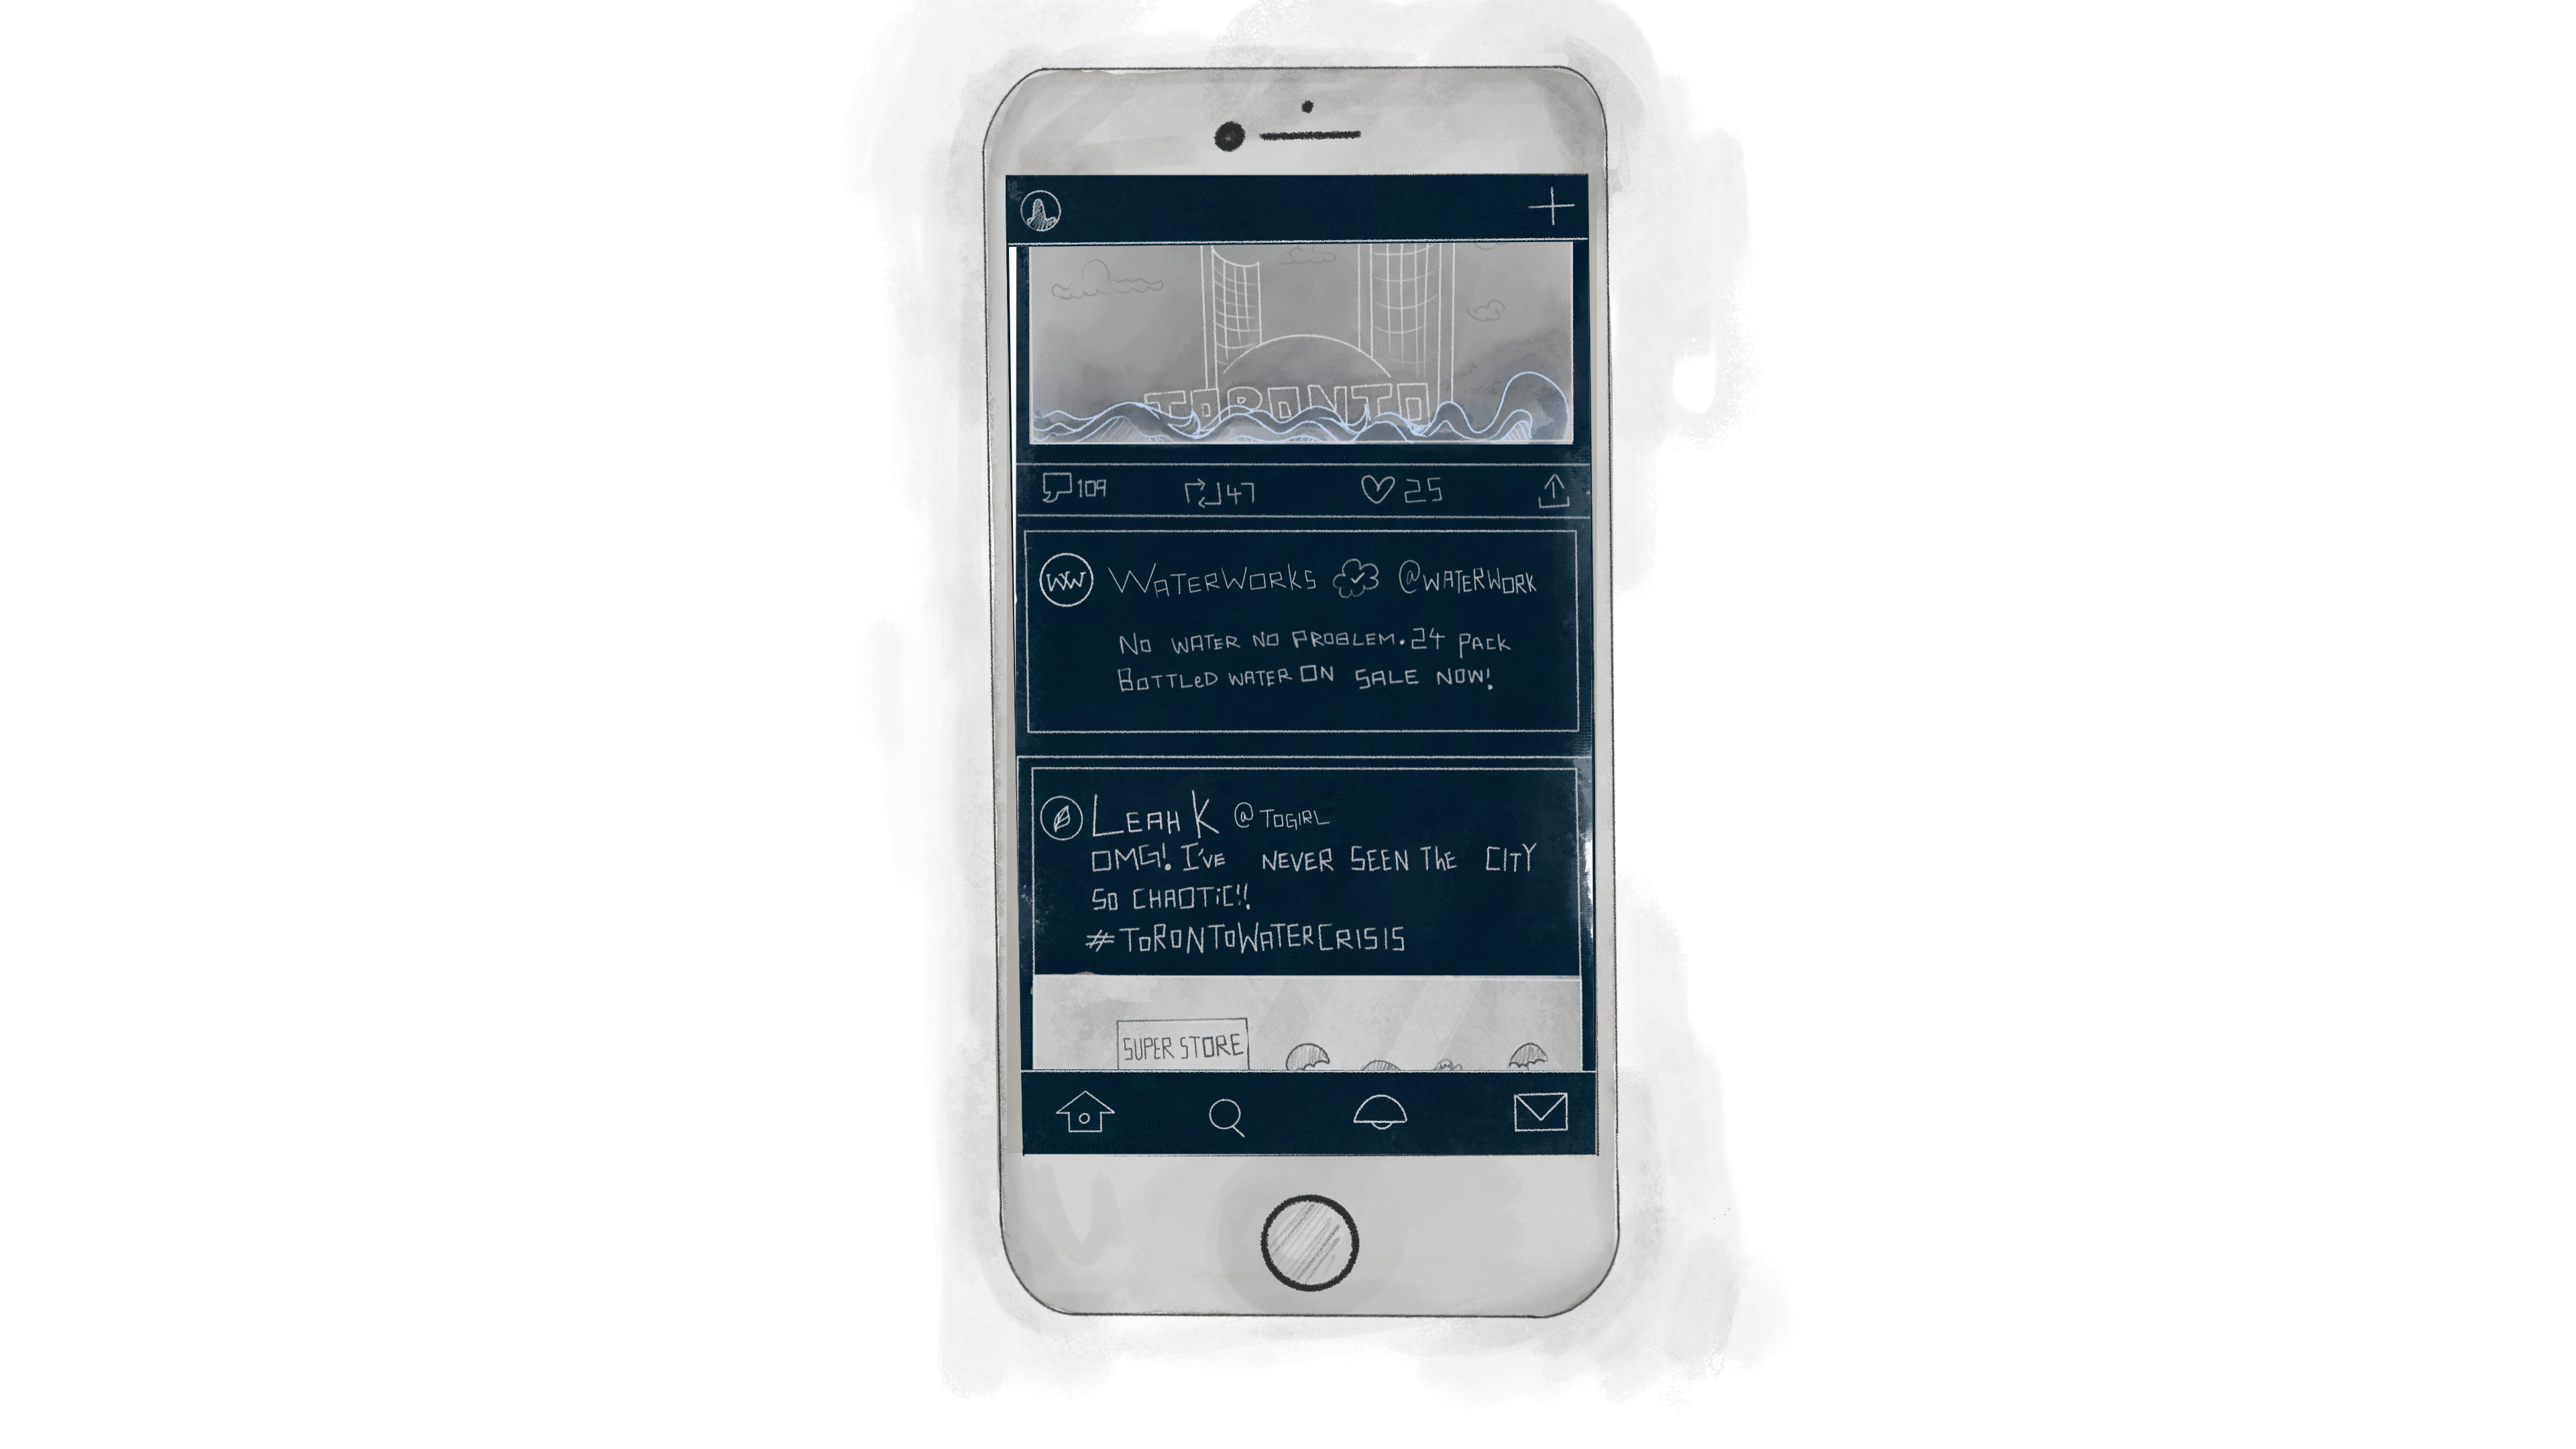 TORONTO
109 47 25
WW WATERWORKS @WATERWORK
NO WATER NO PROBLEM. 24 PACK
BOTTLeD WATER ON SALE NOW!
LEAH K @TOGIRL
OMG! I'VE NEVER SEEN ThE CITY
SO CHAOTiC!!
#TORONTOWATERCRISIS
SUPER STORE